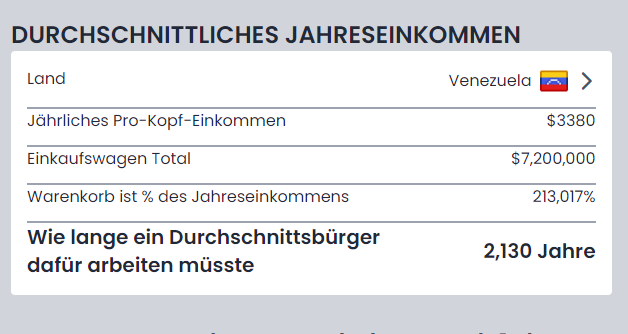 DURCHSCHNITTLICHES JAHRESEINKOMMEN
Land Venezuela
Jährliches Pro-Kopf-Einkommen $3380
Einkaufswagen Total $7,200,000
Warenkorb ist % des Jahreseinkommens 213,017%
Wie lange ein Durchschnittsbürger
dafür arbeiten müsste 2,130 Jahre